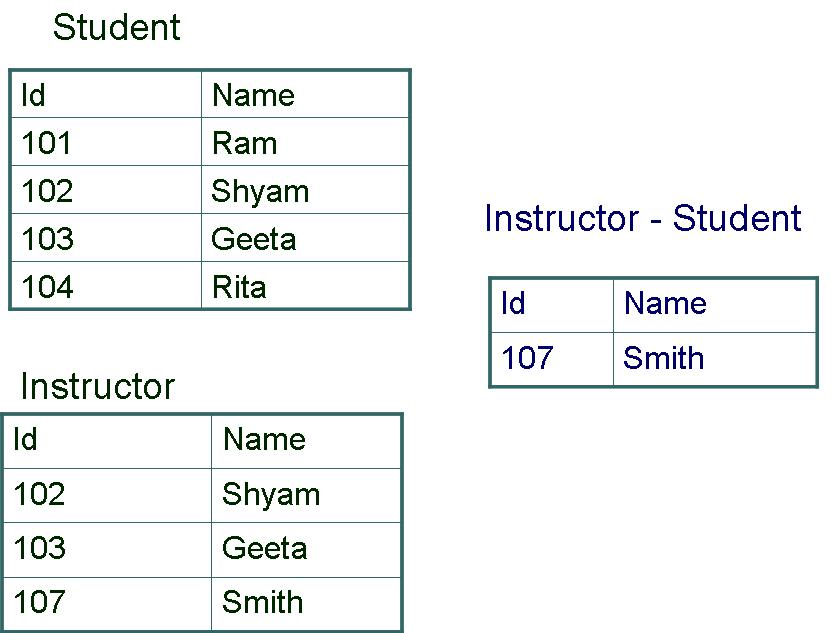 Student
Id Name
101 Ram
102 Shyam
103 Geeta
104 Rita
Instructor - Student
Id Name
107 Smith
Instructor
Id Name
102 Shyam
103 Geeta
107 Smith